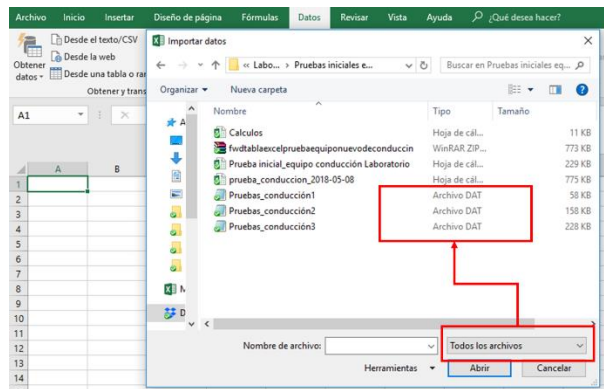 Archivo Inicio Insertar Diseño de página Fórmulas Datos Revisar Vista Ayuda ¿Qué desea hacer?
Obtener datos
Desde el texto/CSV
Desde la web
Desde una tabla o ran
Obtener y trans
Importar datos
« Labo... › Pruebas iniciales e...
Buscar en Pruebas iniciales eq...
Organizar Nueva carpeta
A1
Nombre Tipo Tamaño
Calculos Hoja de cál... 11 KB
fwdtablaexcelpruebaequiponuevodeconduccin WinRAR ZIP... 773 KB
Prueba inicial_equipo conducción Laboratorio Hoja de cál... 229 KB
prueba_conduccion_2018-05-08 Hoja de cál... 775 KB
Pruebas_conducción1 Archivo DAT 58 KB
Pruebas_conducción2 Archivo DAT 158 KB
Pruebas_conducción3 Archivo DAT 228 KB
A B
1
2
3
4
5
6
7
8
9
10
11
12
13
14
Nombre de archivo: Todos los archivos
Herramientas Abrir Cancelar